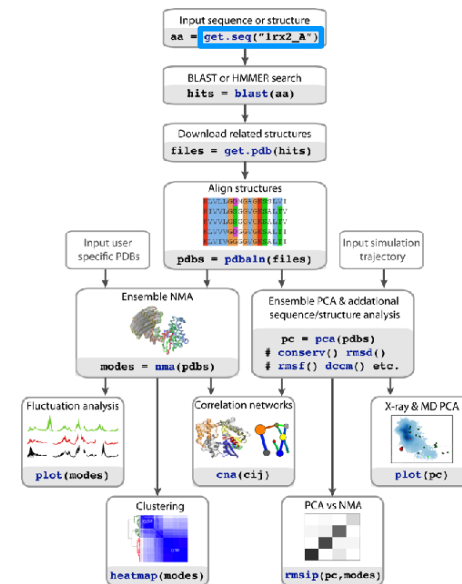 Input sequence or structure
aa = get.seq("1rx2_A")
BLAST or HMMER search
hits = blast(aa)
Download related structures
files = get.pdb(hits)
Align structures
pdbs = pdbaln(files)
Input user
specific PDBs
Input simulation
trajectory
Ensemble NMA
modes = nma(pdbs)
Ensemble PCA & addational
sequence/structure analysis
pc = pca(pdbs)
# conserv() rmsd()
# rmsf() dccm() etc.
Fluctuation analysis
plot(modes)
Correlation networks
cna(cij)
X-ray & MD PCA
plot(pc)
Clustering
heatmap(modes)
PCA vs NMA
rmsip(pc,modes)